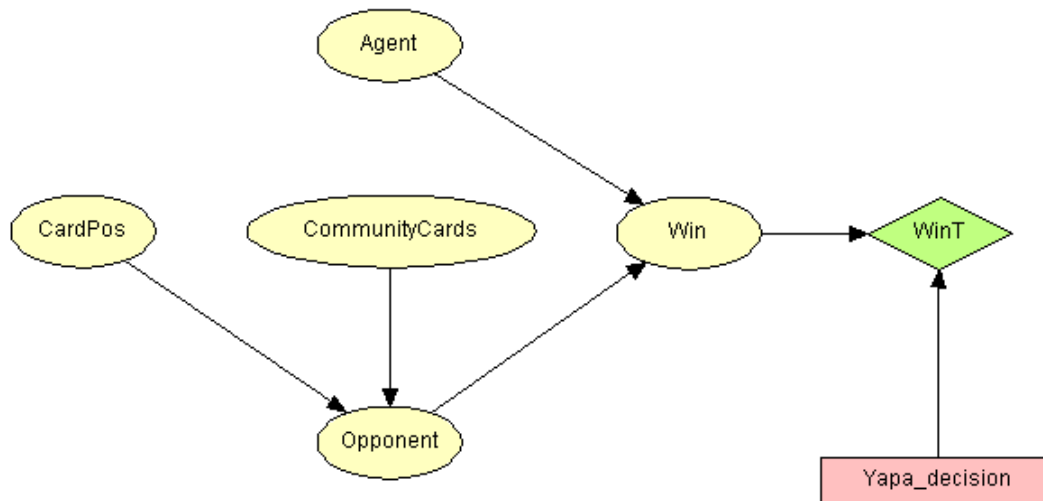 Agent
CardPos
CommunityCards
Win
WinT
Opponent
Yapa_decision